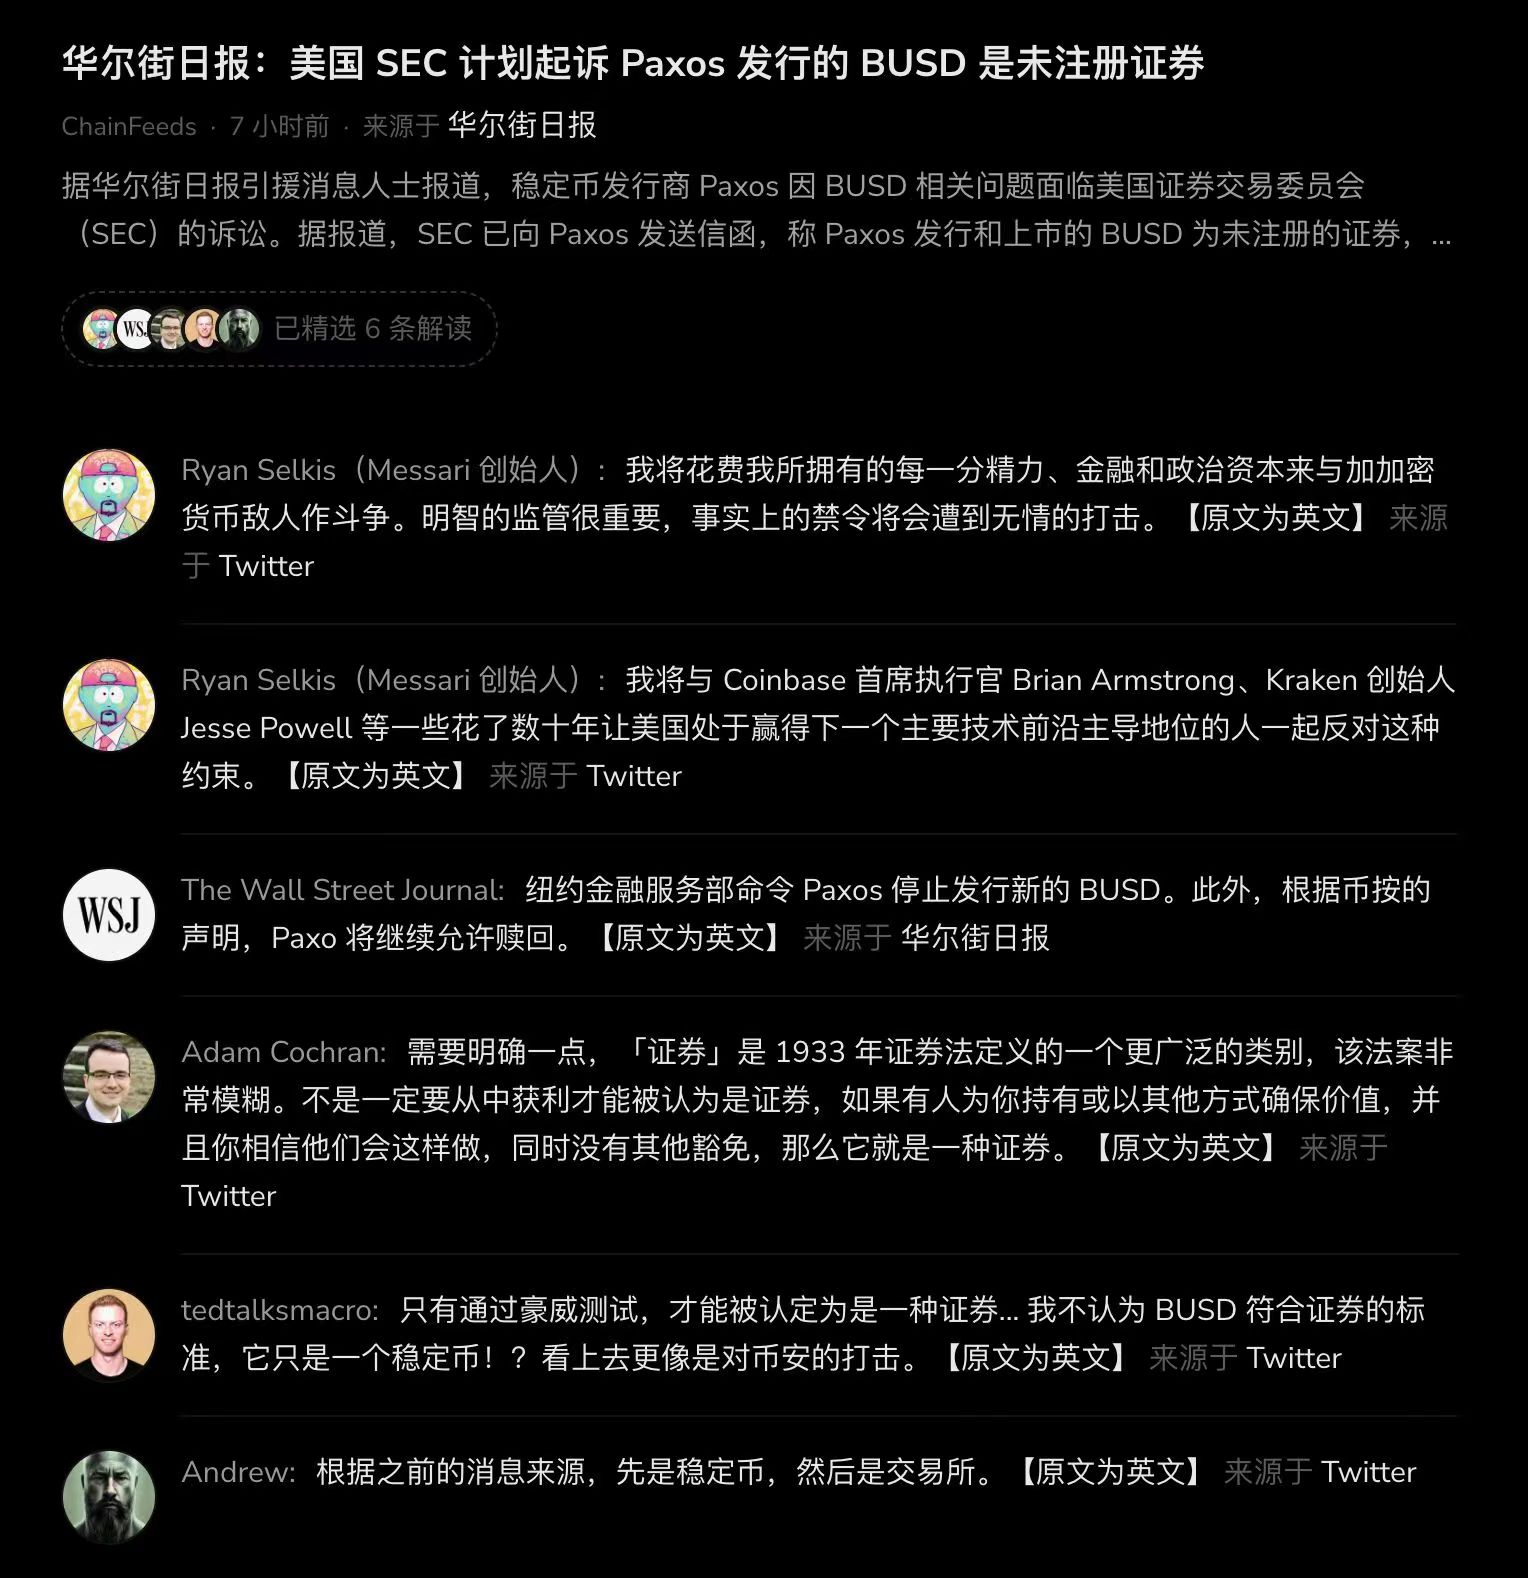 华尔街日报：美国 SEC 计划起诉 Paxos 发行的 BUSD 是未注册证券
ChainFeeds · 7 小时前 · 来源于 华尔街日报
据华尔街日报引援消息人士报道，稳定币发行商 Paxos 因 BUSD 相关问题面临美国证券交易委员会
（SEC）的诉讼。据报道，SEC 已向 Paxos 发送信函，称 Paxos 发行和上市的 BUSD 为未注册的证券，...
WSJ 已精选 6 条解读
Ryan Selkis（Messari 创始人）: 我将花费我所拥有的每一分精力、金融和政治资本来与加加密
货币敌人作斗争。明智的监管很重要，事实上的禁令将会遭到无情的打击。【原文为英文】 来源
于 Twitter
Ryan Selkis（Messari 创始人）: 我将与 Coinbase 首席执行官 Brian Armstrong、Kraken 创始人
Jesse Powell 等一些花了数十年让美国处于赢得下一个主要技术前沿主导地位的人一起反对这种
约束。【原文为英文】 来源于 Twitter
WSJ
The Wall Street Journal: 纽约金融服务部命令 Paxos 停止发行新的 BUSD。此外，根据币按的
声明，Paxo 将继续允许赎回。【原文为英文】 来源于 华尔街日报
Adam Cochran: 需要明确一点，「证券」是 1933 年证券法定义的一个更广泛的类别，该法案非
常模糊。不是一定要从中获利才能被认为是证券，如果有人为你持有或以其他方式确保价值，并
且你相信他们会这样做，同时没有其他豁免，那么它就是一种证券。【原文为英文】 来源于
Twitter
tedtalksmacro: 只有通过豪威测试，才能被认定为是一种证券... 我不认为 BUSD 符合证券的标
准，它只是一个稳定币！？看上去更像是对币安的打击。【原文为英文】 来源于 Twitter
Andrew: 根据之前的消息来源，先是稳定币，然后是交易所。【原文为英文】 来源于 Twitter